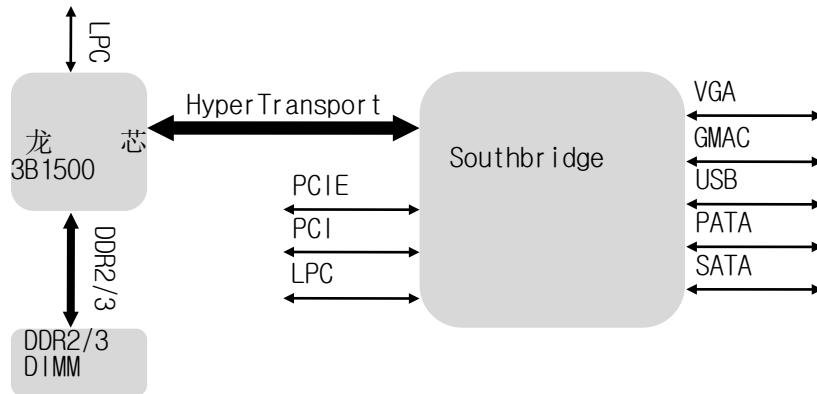 LPC
龙 芯
3B1500
HyperTransport
DDR2/3
DDR2/3
DIMM
Southbridge
PCIE
PCI
LPC
VGA
GMAC
USB
PATA
SATA